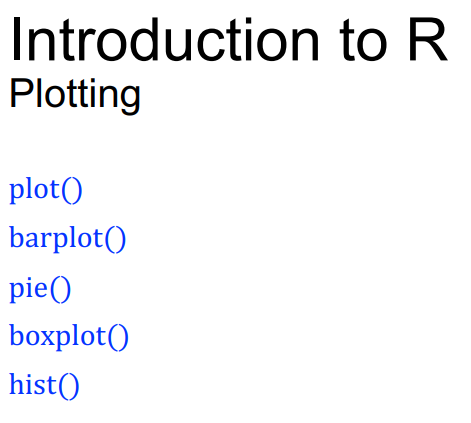 Introduction to R
Plotting
plot()
barplot()
pie()
boxplot()
hist()